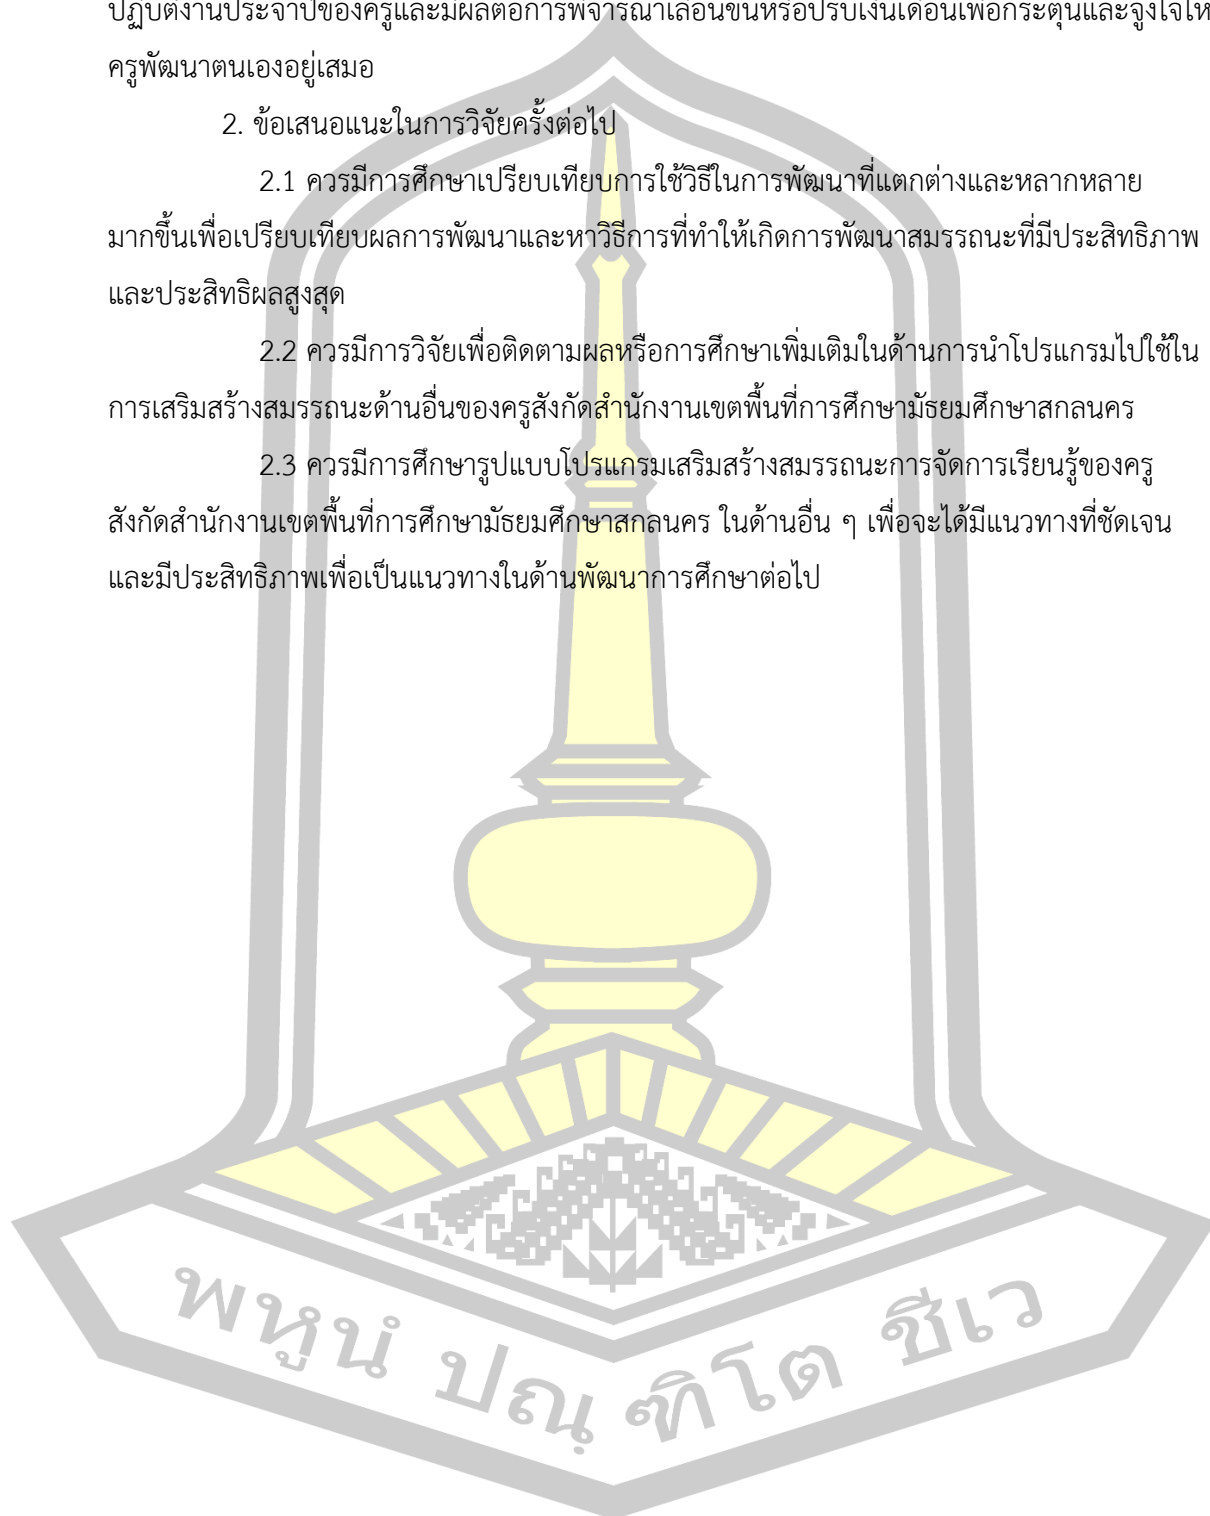 ปฏิบัติงานประจำปีของครูและมีผลต่อการพิจารณาเลื่อนขั้นหรือปรับเงินเดือนเพื่อกระตุ้นและจูงใจให้
ครูพัฒนาตนเองอยู่เสมอ
2. ข้อเสนอแนะในการวิจัยครั้งต่อไป
2.1 ควรมีการศึกษาเปรียบเทียบการใช้วิธีในการพัฒนาที่แตกต่างและหลากหลาย
มากขึ้นเพื่อเปรียบเทียบผลการพัฒนาและหาวิธีการที่ทำให้เกิดการพัฒนาสมรรถนะที่มีประสิทธิภาพ
และประสิทธิผลสูงสุด
2.2 ควรมีการวิจัยเพื่อติดตามผลหรือการศึกษาเพิ่มเติมในด้านการนำโปรแกรมไปใช้ใน
การเสริมสร้างสมรรถนะด้านอื่นของครูสังกัดสำนักงานเขตพื้นที่การศึกษามัธยมศึกษาสกลนคร
2.3 ควรมีการศึกษารูปแบบโปรแกรมเสริมสร้างสมรรถนะการจัดการเรียนรู้ของครู
สังกัดสำนักงานเขตพื้นที่การศึกษามัธยมศึกษาสกลนคร ในด้านอื่น ๆ เพื่อจะได้มีแนวทางที่ชัดเจน
และมีประสิทธิภาพเพื่อเป็นแนวทางในด้านพัฒนาการศึกษาต่อไป
พหูนํ ปณฺ ฑิโต ชีเว